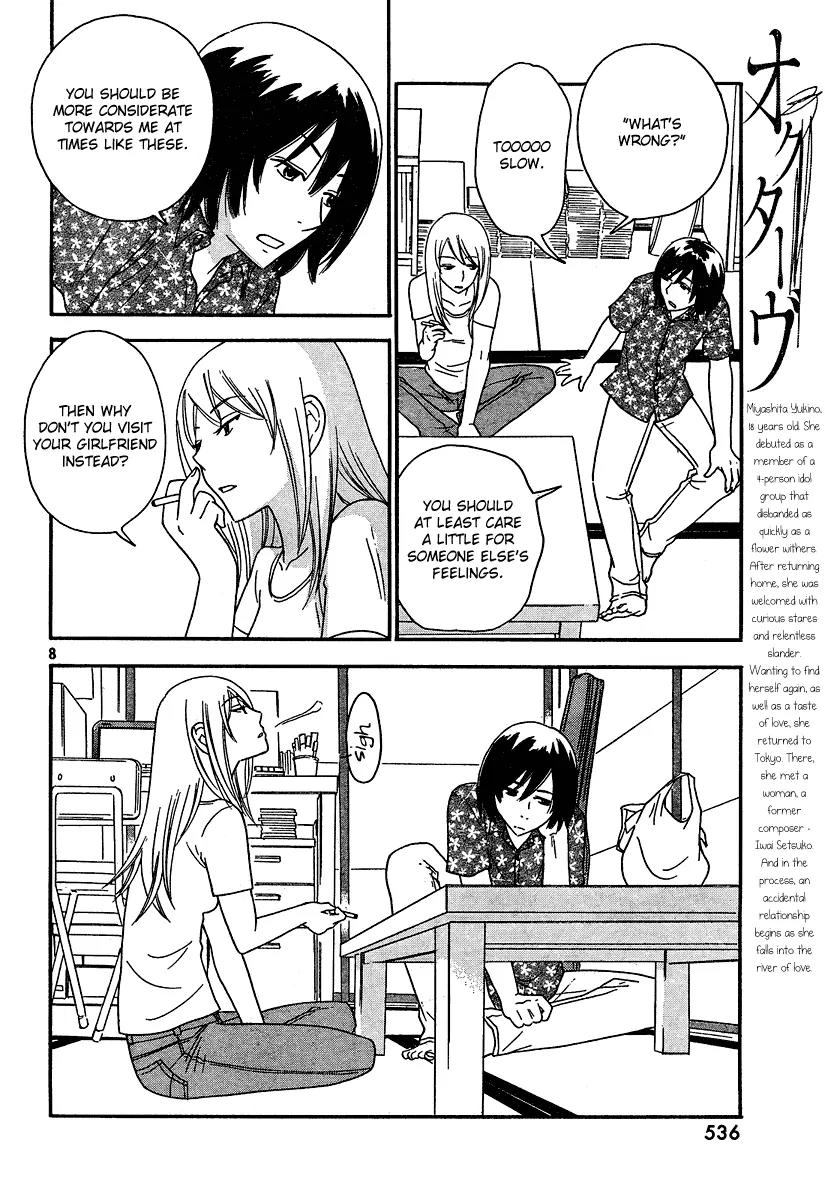 オクターヴ
"WHAT'S
WRONG?"
TOOOOO
SLOW.
YOU SHOULD
AT LEAST CARE
A LITTLE FOR
SOMEONE ELSE'S
FEELINGS.
YOU SHOULD BE
MORE CONSIDERATE
TOWARDS ME AT
TIMES LIKE THESE.
THEN WHY
DON'T YOU VISIT
YOUR GIRLFRIEND
INSTEAD?
8
sigh
Miyashita Yukino,
18 years old. She
debuted as a
member of a
4-person idol
group that
disbanded as
quickly as a
flower withers.
After returning
home, she was
welcomed with
curious stares
and relentless
slander.
Wanting to find
herself again, as
well as a taste
of love, she
returned to
Tokyo. There,
she met a
woman, a
former
composer -
Iwai Setsuko.
And in the
process, an
accidental
relationship
begins as she
falls into the
river of love.
536